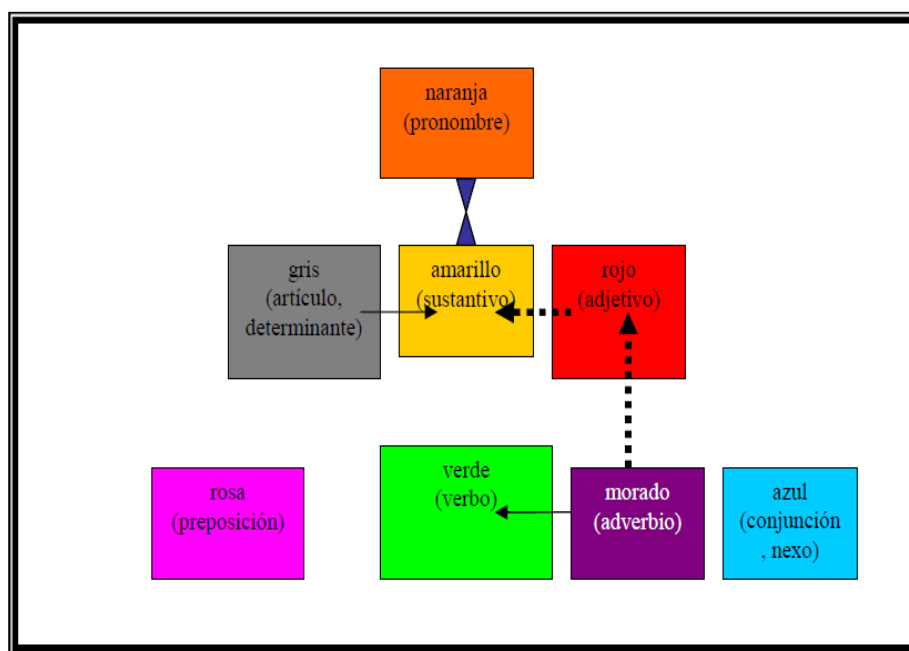 naranja
(pronombre)
gris
(artículo,
determinante)
amarillo
(sustantivo)
rojo
(adjetivo)
rosa
(preposición)
verde
(verbo)
morado
(adverbio)
azul
(conjunción
, nexo)